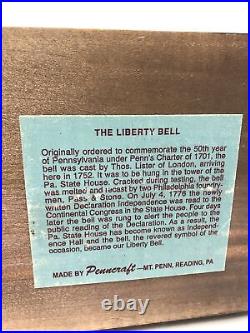 THE LIBERTY BELL
Originally ordered to commemorate the 50th year
of Pennsylvania under Penn's Charter of 1701, the
bell was cast by Thos. Lister of London, arriving
here in 1752. It was to be hung in the tower of the
Pa. State House. Cracked during testing, the bell
was melted and recast by two Philadelphia foundry-
men, Pass & Stone. On July 4, 1776 the newly
written Declaration of Independence was read to the
Continental Congress in the State House. Four days
later the bell was rung to alert the people to the
public reading of the Declaration. As a result, the
Pa. State House has become known as Independ-
ence Hall and the bell, the revered symbol of the
occasion, became our Liberty Bell.
MADE BY Penncraft—MT. PENN, READING, PA